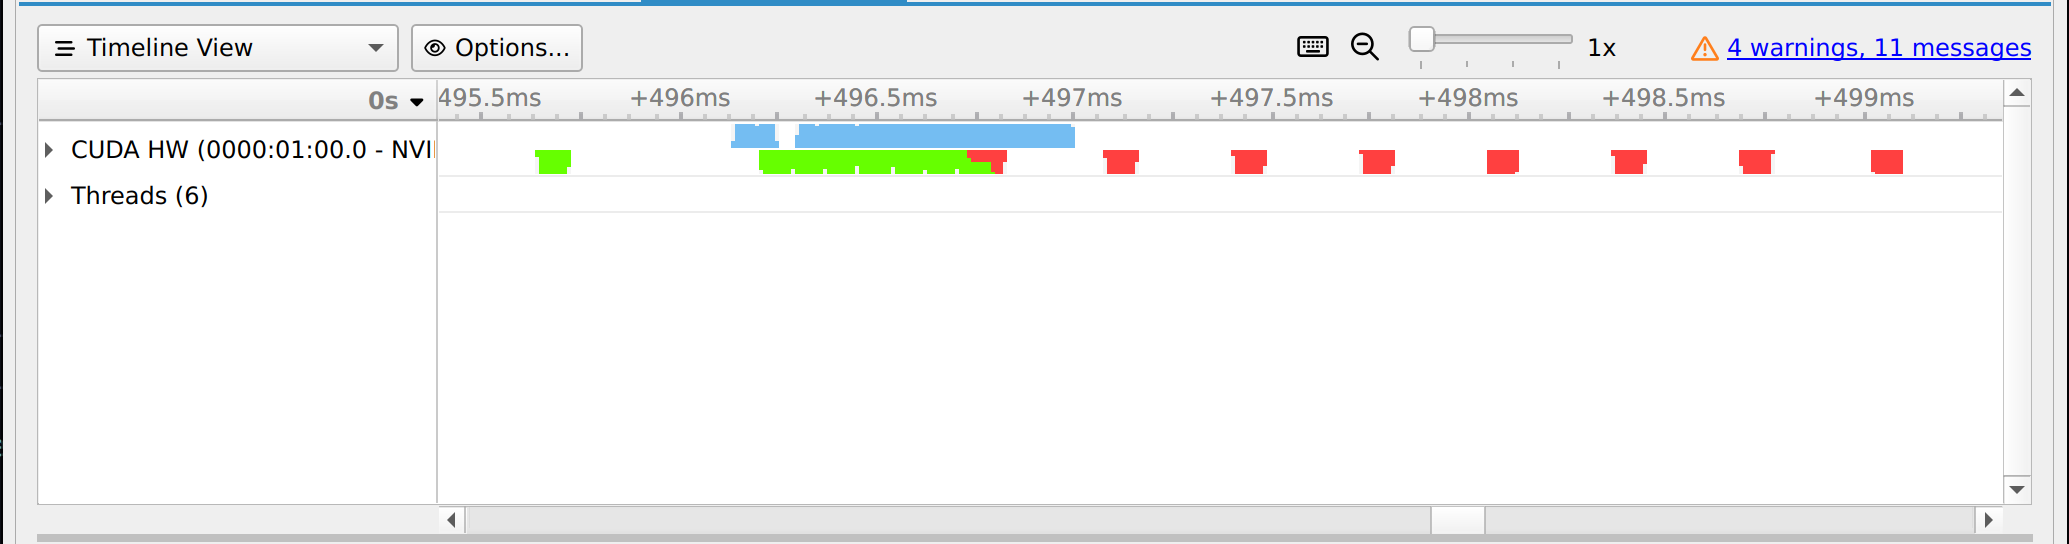 Timeline View Options... 1x 4 warnings, 11 messages
0s 495.5ms +496ms +496.5ms +497ms +497.5ms +498ms +498.5ms +499ms
CUDA HW (0000:01:00.0 - NVI
Threads (6)